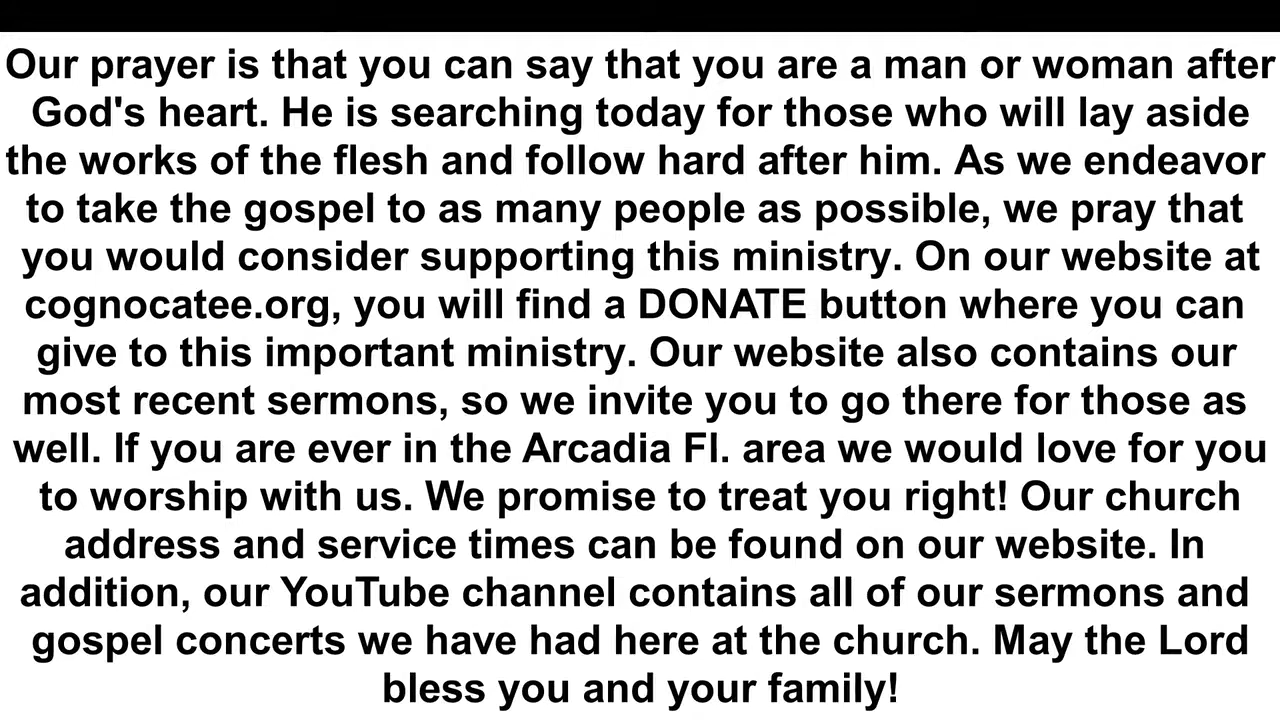 Our prayer is that you can say that you are a man or woman after
God's heart. He is searching today for those who will lay aside
the works of the flesh and follow hard after him. As we endeavor
to take the gospel to as many people as possible, we pray that
you would consider supporting this ministry. On our website at
cognocatee.org, you will find a DONATE button where you can
give to this important ministry. Our website also contains our
most recent sermons, so we invite you to go there for those as
well. If you are ever in the Arcadia Fl. area we would love for you
to worship with us. We promise to treat you right! Our church
address and service times can be found on our website. In
addition, our YouTube channel contains all of our sermons and
gospel concerts we have had here at the church. May the Lord
bless you and your family!